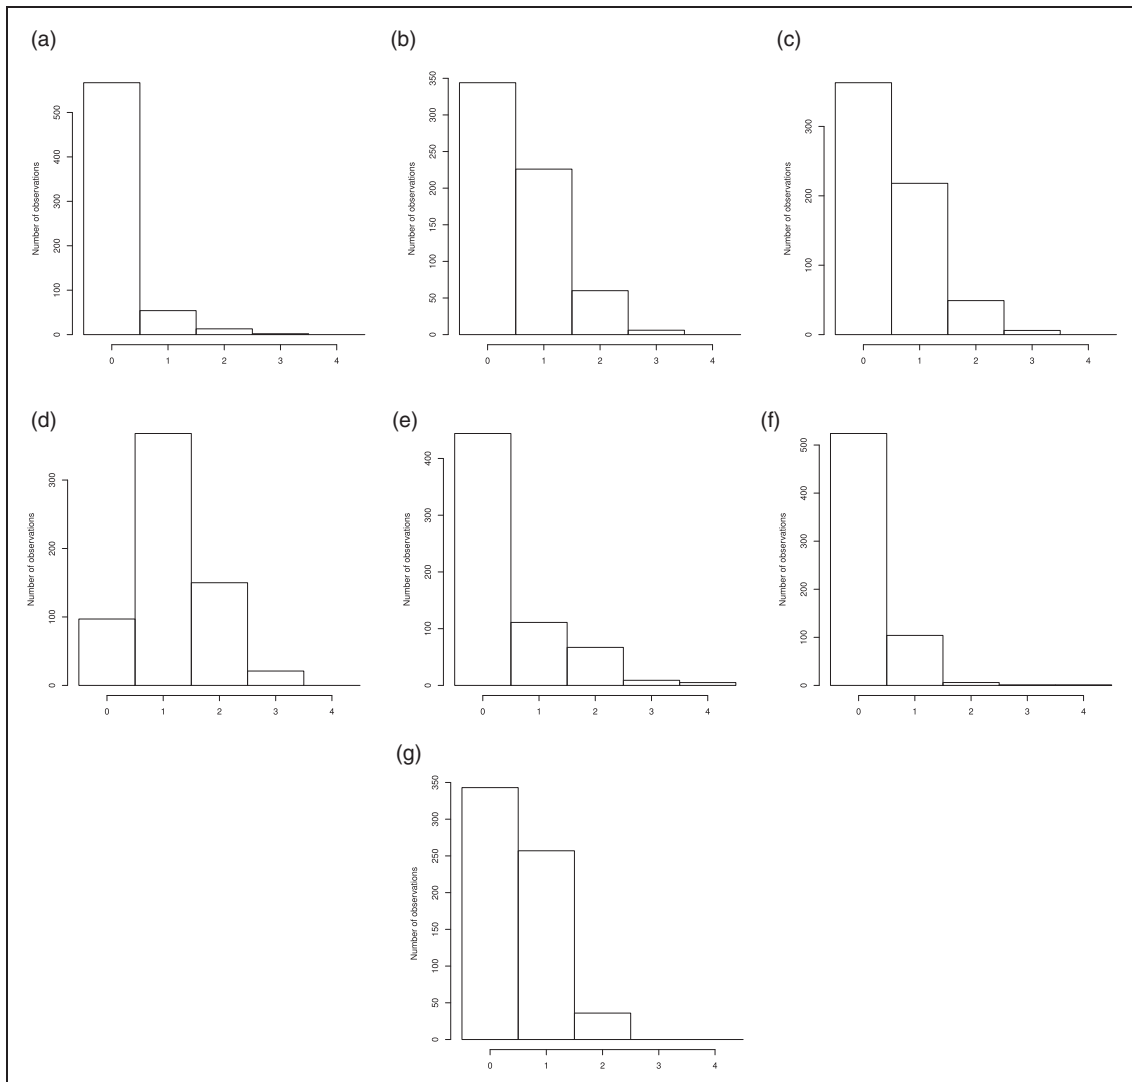 (a)
Number of observations
0 100 200 300 400 500
0 1 2 3 4
(b)
Number of observations
0 50 100 150 200 250 300 350
0 1 2 3 4
(c)
Number of observations
0 100 200 300
0 1 2 3 4
(d)
Number of observations
0 100 200 300
0 1 2 3 4
(e)
Number of observations
0 100 200 300 400
0 1 2 3 4
(f)
Number of observations
0 100 200 300 400 500
0 1 2 3 4
(g)
Number of observations
0 50 100 150 200 250 300 350
0 1 2 3 4